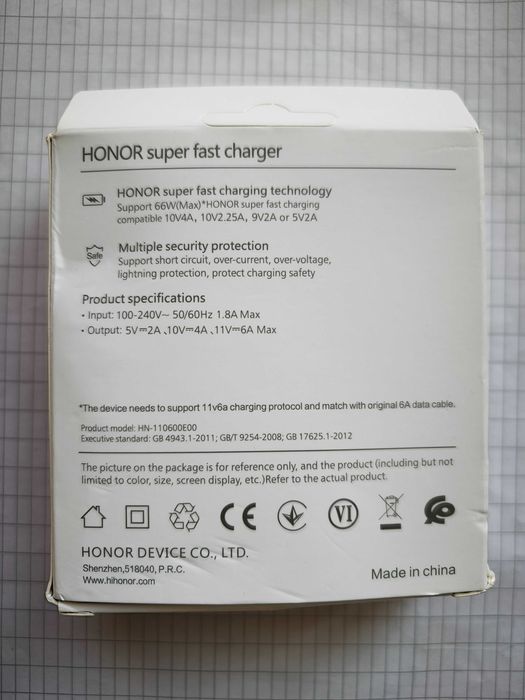 HONOR super fast charger
HONOR super fast charging technology
Support 66W(Max)*HONOR super fast charging
compatible 10V4A, 10V2.25A, 9V2A or 5V2A
Safe
Multiple security protection
Support short circuit, over-current, over-voltage,
lightning protection, protect charging safety
Product specifications
• Input: 100-240V~ 50/60Hz 1.8A Max
• Output: 5V⎓2A 、10V⎓4A 、11V⎓6A Max
*The device needs to support 11v6a charging protocol and match with original 6A data cable.
Product model: HN-110600E00
Executive standard: GB 4943.1-2011; GB/T 9254-2008; GB 17625.1-2012
The picture on the package is for reference only, and the product (including but not
limited to color, size, screen display, etc.)Refer to the actual product.
CE VI
HONOR DEVICE CO., LTD.
Shenzhen,518040, P.R.C.
Www.hihonor.com
Made in china